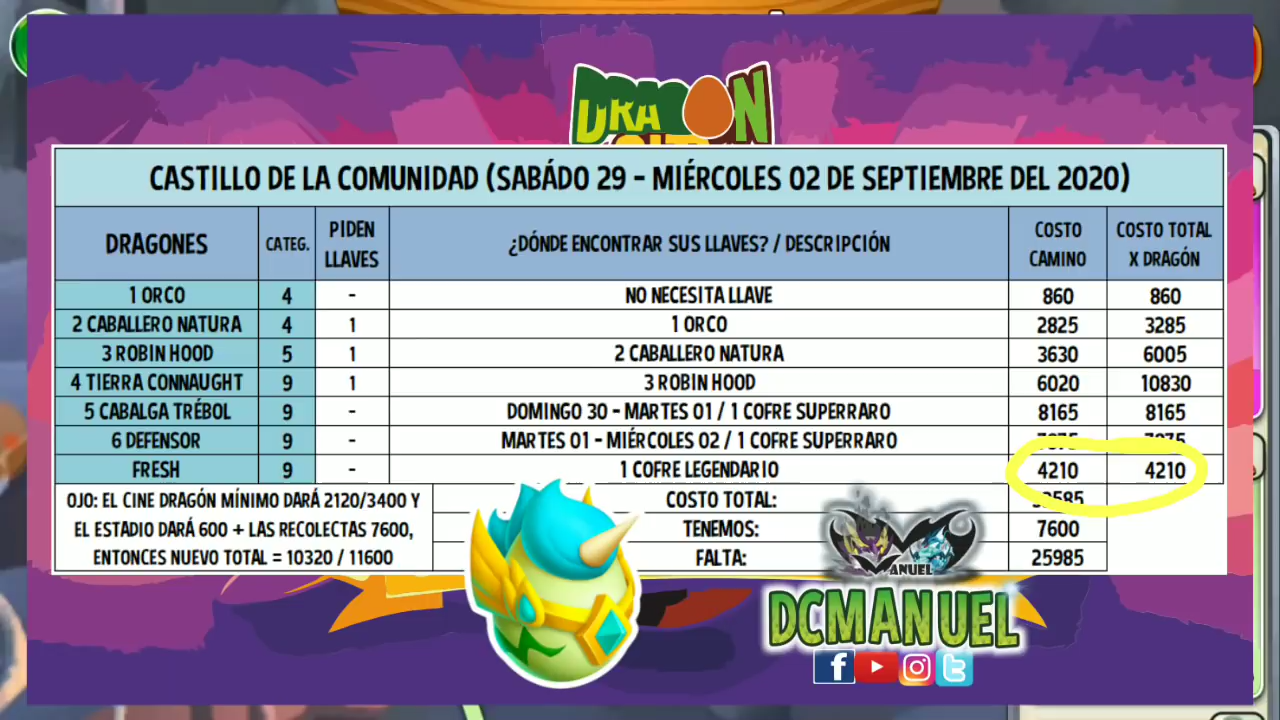 DRAGON
CASTILLO DE LA COMUNIDAD (SABÁDO 29 - MIÉRCOLES 02 DE SEPTIEMBRE DEL 2020)
DRAGONES CATEG. PIDEN LLAVES ¿DÓNDE ENCONTRAR SUS LLAVES? / DESCRIPCIÓN COSTO CAMINO COSTO TOTAL X DRAGÓN
1 ORCO 4 - NO NECESITA LLAVE 860 860
2 CABALLERO NATURA 4 1 1 ORCO 2825 3285
3 ROBIN HOOD 5 1 2 CABALLERO NATURA 3630 6005
4 TIERRA CONNAUGHT 9 1 3 ROBIN HOOD 6020 10830
5 CABALGA TRÉBOL 9 - DOMINGO 30 - MARTES 01 / 1 COFRE SUPERRARO 8165 8165
6 DEFENSOR 9 - MARTES 01 - MIÉRCOLES 02 / 1 COFRE SUPERRARO
FRESH 9 - 1 COFRE LEGENDARIO 4210 4210
OJO: EL CINE DRAGÓN MÍNIMO DARÁ 2120/3400 Y
EL ESTADIO DARÁ 600 + LAS RECOLECTAS 7600,
ENTONCES NUEVO TOTAL = 10320 / 11600
COSTO TOTAL:
TENEMOS: 7600
FALTA: 25985
MANUEL
DCMANUEL